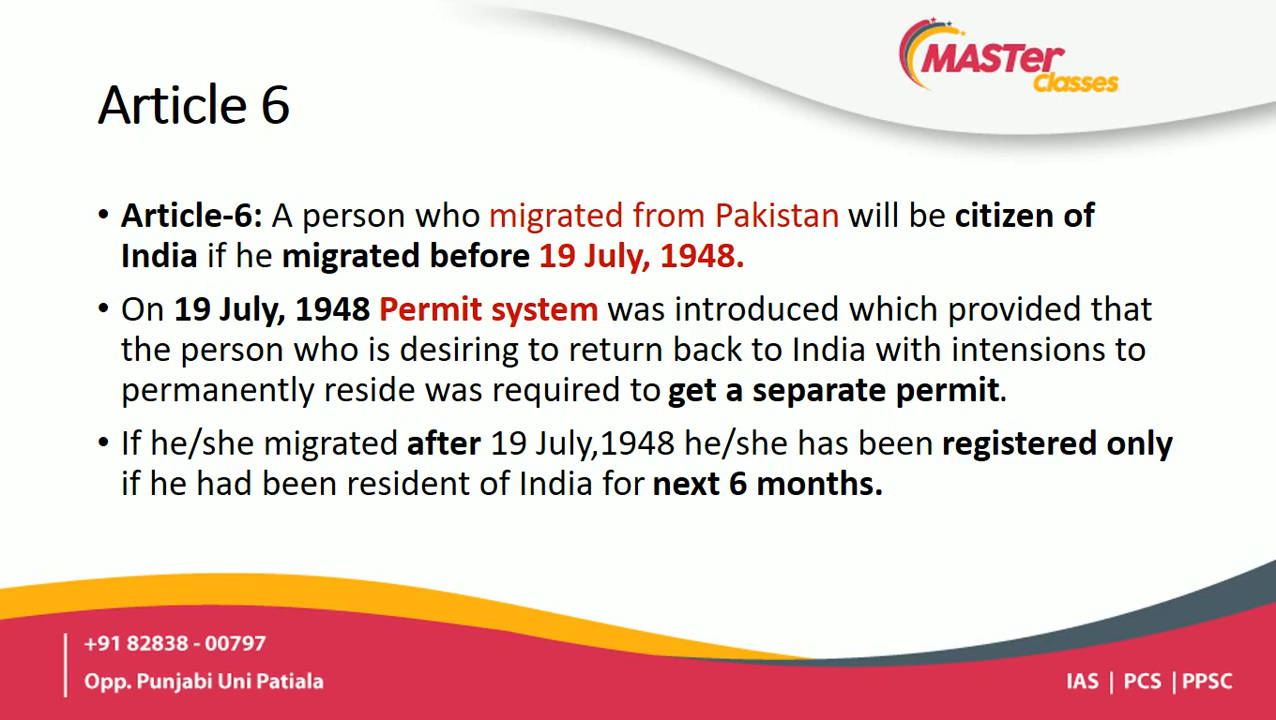 MASTer
Classes
Article 6
• Article-6: A person who migrated from Pakistan will be citizen of
India if he migrated before 19 July, 1948.
• On 19 July, 1948 Permit system was introduced which provided that
the person who is desiring to return back to India with intensions to
permanently reside was required to get a separate permit.
• If he/she migrated after 19 July,1948 he/she has been registered only
if he had been resident of India for next 6 months.
+91 82838 - 00797
Opp. Punjabi Uni Patiala
IAS | PCS | PPSC